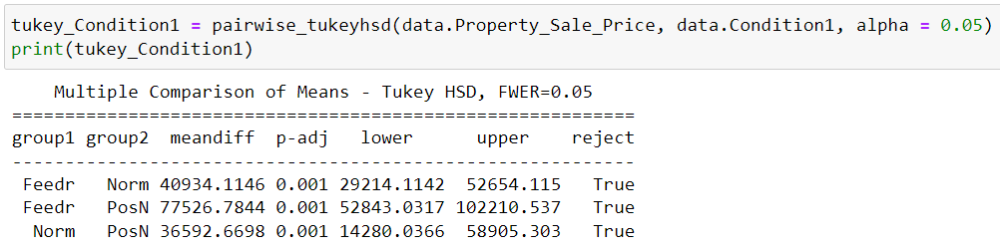 tukey_Condition1 = pairwise_tukeyhsd(data.Property_Sale_Price, data.Condition1, alpha = 0.05)
print(tukey_Condition1)
Multiple Comparison of Means - Tukey HSD, FWER=0.05
===========================================================
group1 group2 meandiff p-adj lower upper reject
-----------------------------------------------------------
Feedr Norm 40934.1146 0.001 29214.1142 52654.115 True
Feedr PosN 77526.7844 0.001 52843.0317 102210.537 True
Norm PosN 36592.6698 0.001 14280.0366 58905.303 True